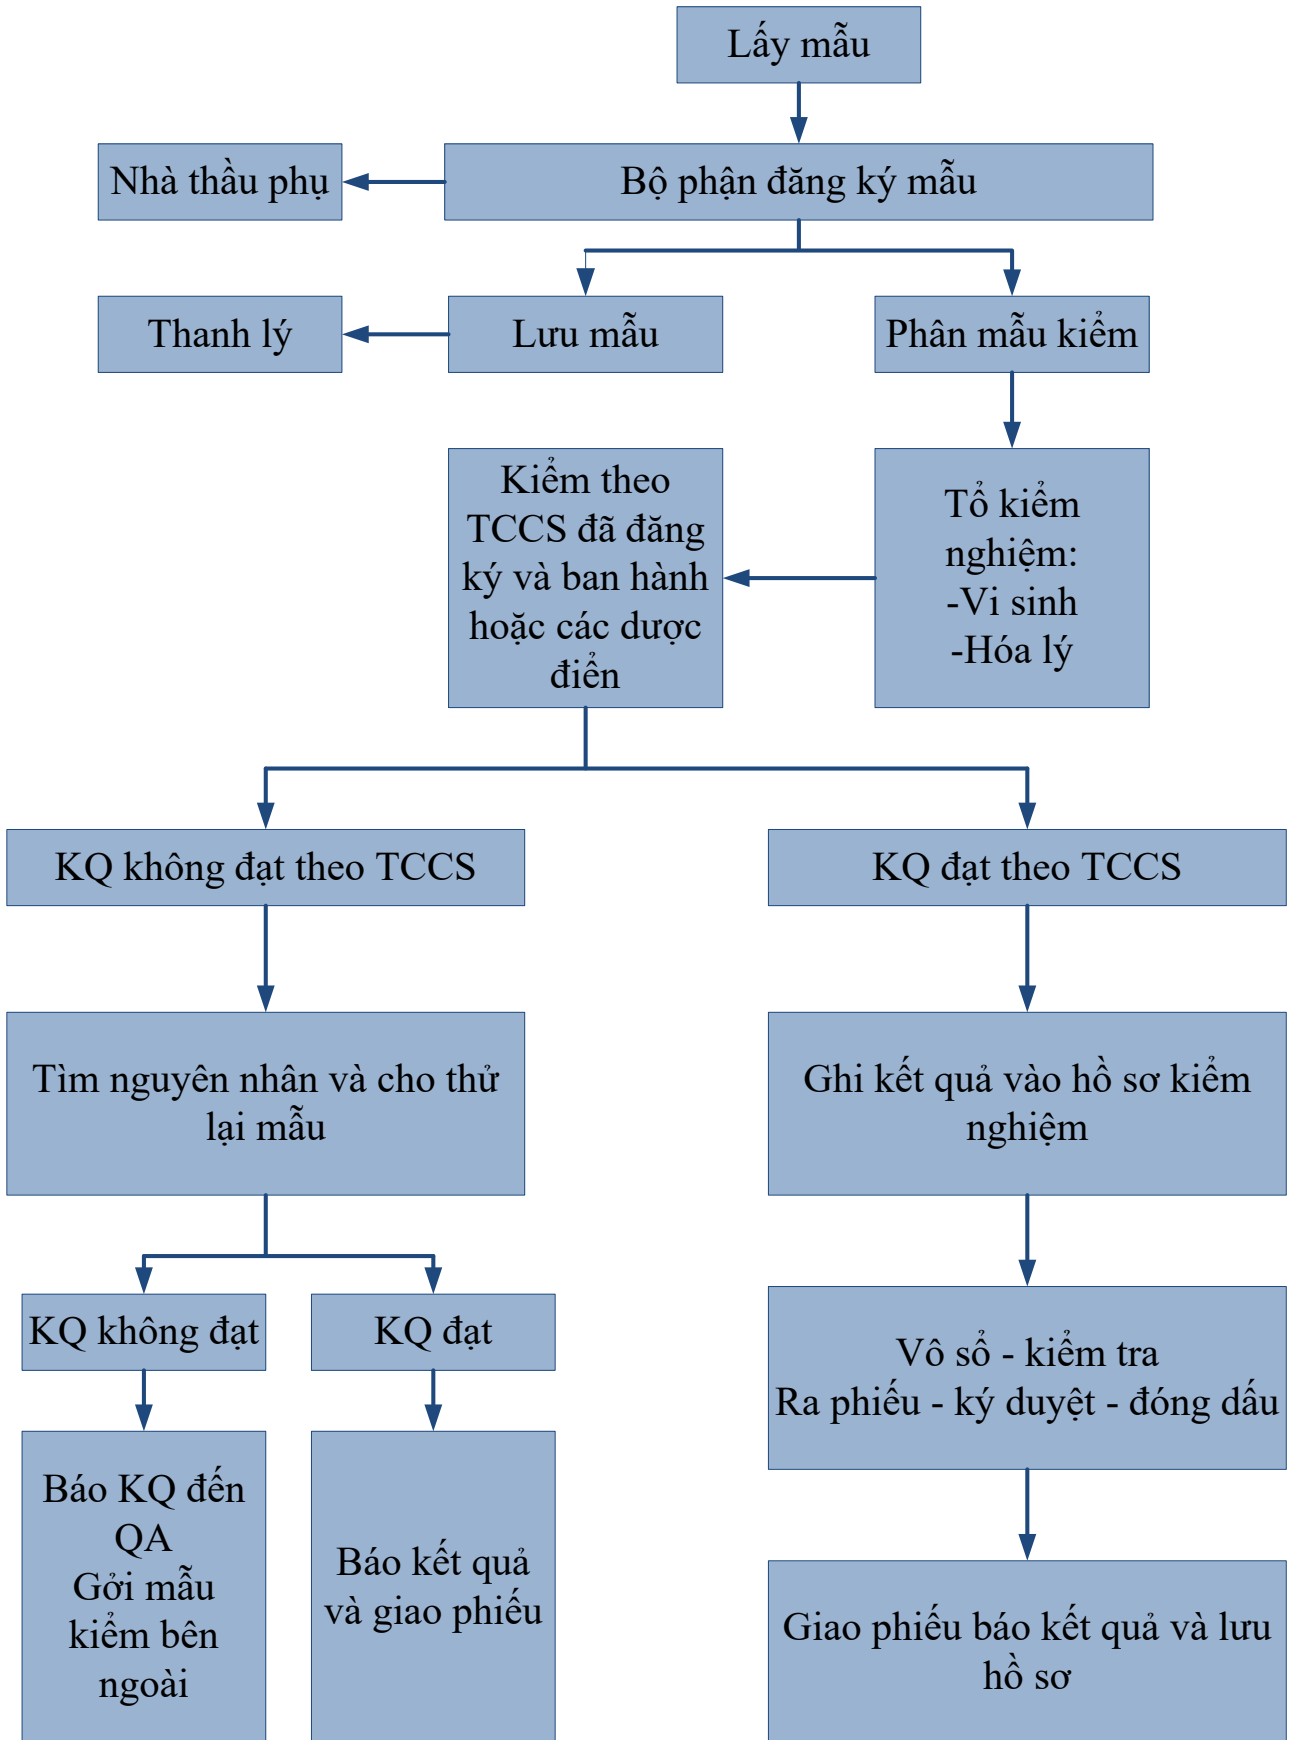 Lấy mẫu
Nhà thầu phụ
Bộ phận đăng ký mẫu
Thanh lý
Lưu mẫu
Phân mẫu kiểm
Kiểm theo
TCCS đã đăng
ký và ban hành
hoặc các dược
điển
Tổ kiểm
nghiệm:
-Vi sinh
-Hóa lý
KQ không đạt theo TCCS
KQ đạt theo TCCS
Tìm nguyên nhân và cho thử
lại mẫu
Ghi kết quả vào hồ sơ kiểm
nghiệm
KQ không đạt
KQ đạt
Vô sổ - kiểm tra
Ra phiếu - ký duyệt - đóng dấu
Báo KQ đến
QA
Gởi mẫu
kiểm bên
ngoài
Báo kết quả
và giao phiếu
Giao phiếu báo kết quả và lưu
hồ sơ